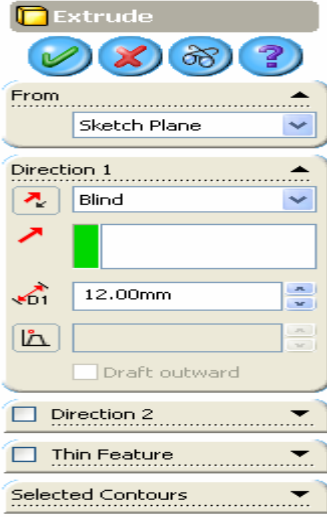 Extrude
?
From
Sketch Plane
Direction 1
Blind
D1
12.00mm
Draft outward
Direction 2
Thin Feature
Selected Contours